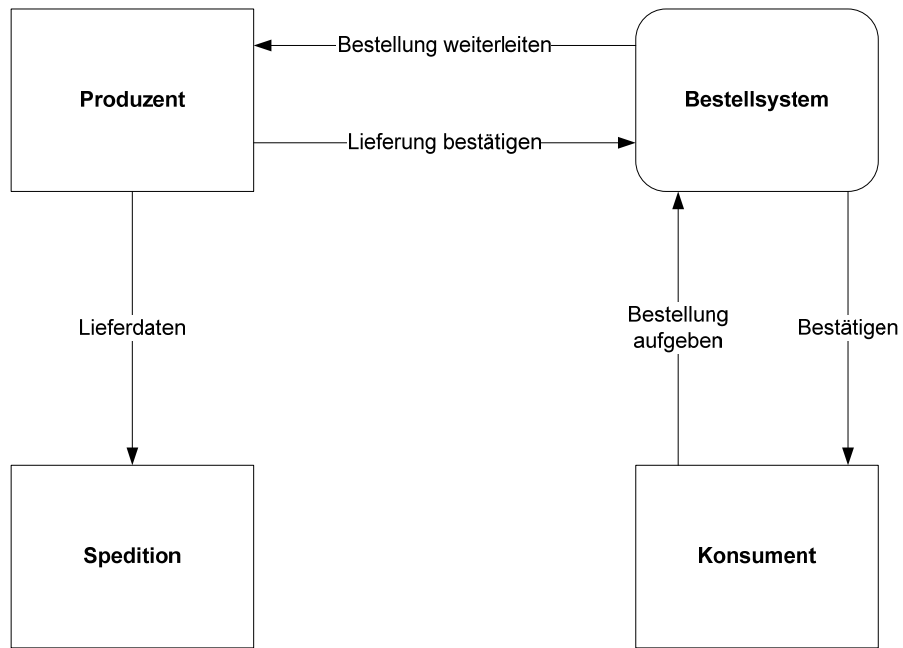 Bestellung weiterleiten
Produzent
Bestellsystem
Lieferung bestätigen
Lieferdaten
Bestellung
aufgeben
Bestätigen
Spedition
Konsument